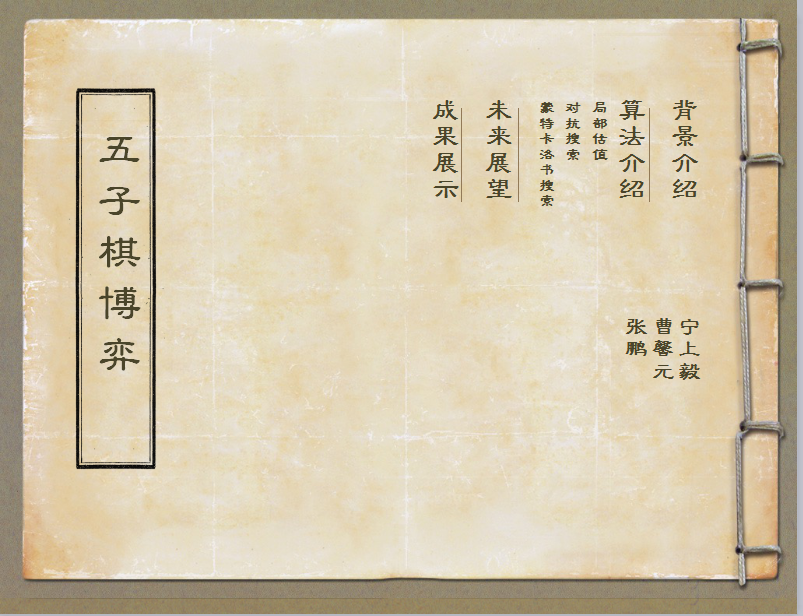 背景介绍
算法介绍
局部估值
对抗搜索
蒙特卡洛书搜索
未来展望
成果展示
宁上毅
曹馨元
张鹏
五子棋博弈